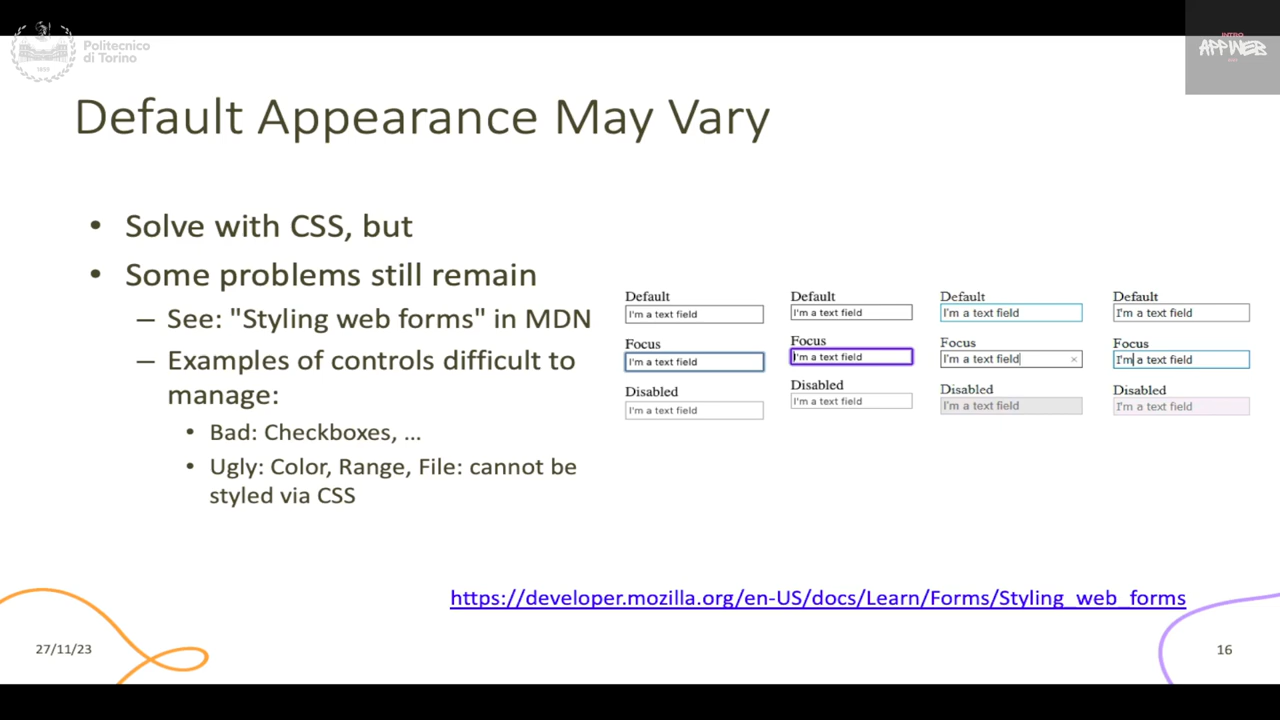 Politecnico
di Torino
INTRO
APPIWEB
Default Appearance May Vary
• Solve with CSS, but
• Some problems still remain
– See: "Styling web forms" in MDN
– Examples of controls difficult to
manage:
• Bad: Checkboxes, ...
• Ugly: Color, Range, File: cannot be
styled via CSS
Default
I'm a text field
Focus
I'm a text field
Disabled
I'm a text field
Default
I'm a text field
Focus
I'm a text field
Disabled
I'm a text field
Default
I'm a text field
Focus
I'm a text field
×
Disabled
I'm a text field
Default
I'm a text field
Focus
I'm a text field
Disabled
I'm a text field
https://developer.mozilla.org/en-US/docs/Learn/Forms/Styling_web_forms
27/11/23
16